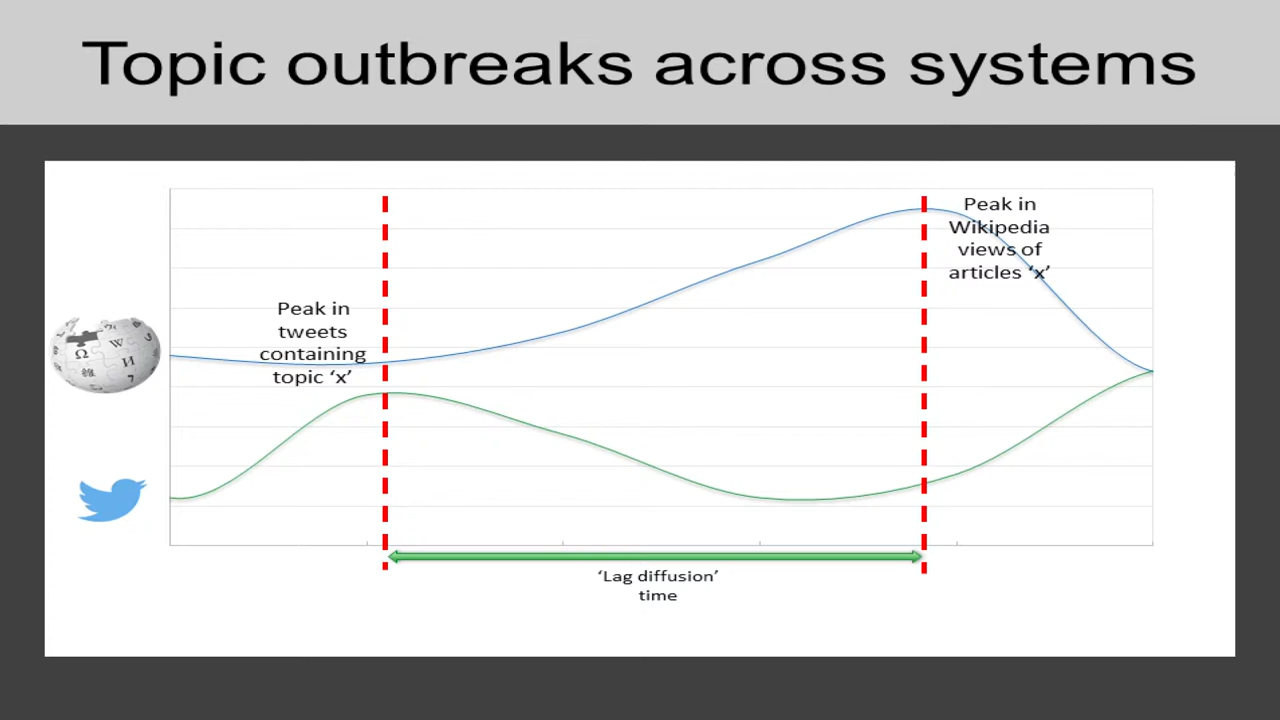 Topic outbreaks across systems
Peak in
Wikipedia
views of
articles ‘x’
Peak in
tweets
containing
topic ‘x’
‘Lag diffusion’
time